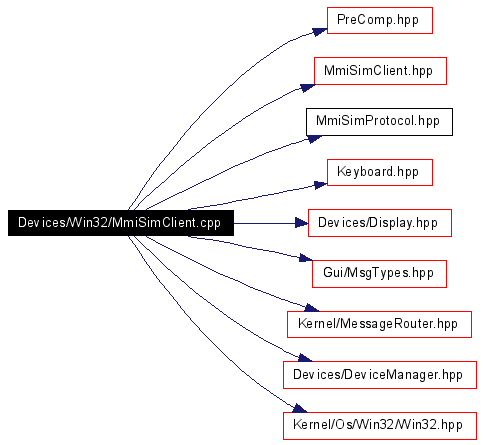 PreComp.hpp
MmiSimClient.hpp
MmiSimProtocol.hpp
Keyboard.hpp
Devices/Win32/MmiSimClient.cpp
Devices/Display.hpp
Gui/MsgTypes.hpp
Kernel/MessageRouter.hpp
Devices/DeviceManager.hpp
Kernel/Os/Win32/Win32.hpp